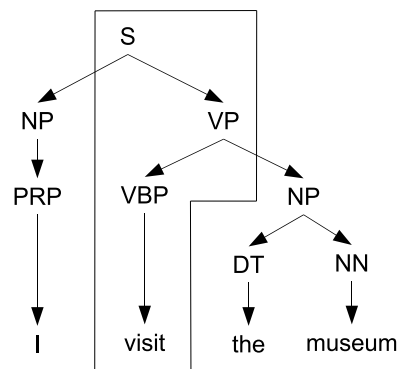 S
NP VP
PRP VBP NP
DT NN
I visit the museum